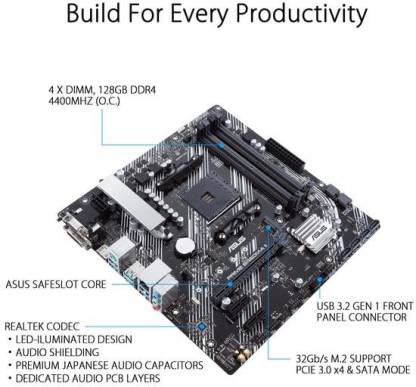 Build For Every Productivity
4 X DIMM, 128GB DDR4
4400MHZ (O.C.)
ASUS
ASUS SAFESLOT CORE
USB 3.2 GEN 1 FRONT
PANEL CONNECTOR
REALTEK CODEC
• LED-ILUMINATED DESIGN
• AUDIO SHIELDING
• PREMIUM JAPANESE AUDIO CAPACITORS
• DEDICATED AUDIO PCB LAYERS
32Gb/s M.2 SUPPORT
PCIE 3.0 x4 & SATA MODE